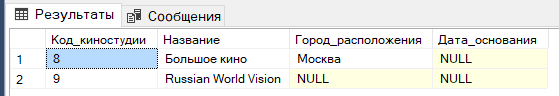 Результаты Сообщения
Код_киностудии Название Город_расположения Дата_основания
1 8 Большое кино Москва NULL
2 9 Russian World Vision NULL NULL